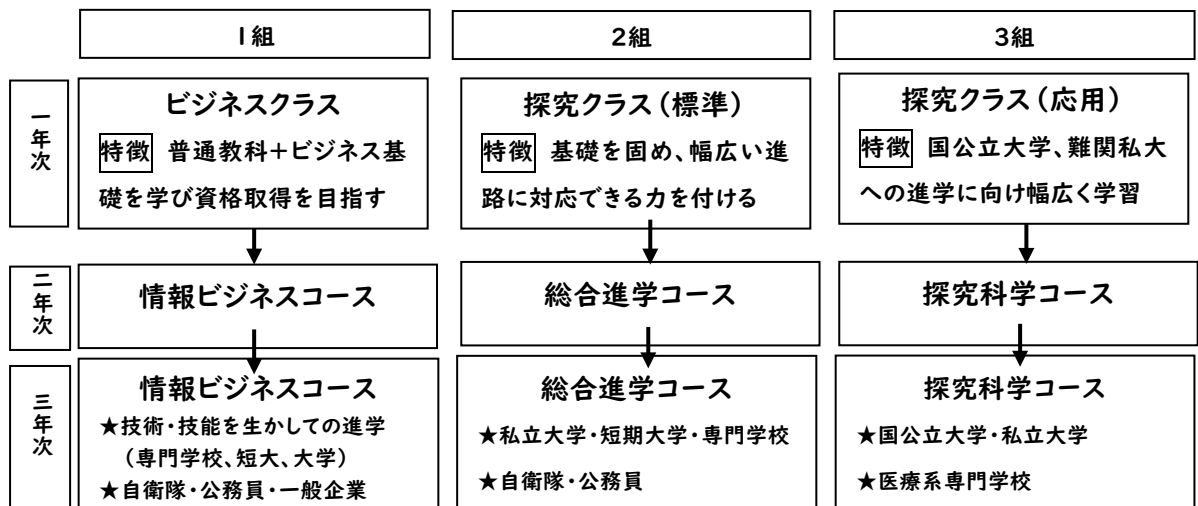 1組
2組
3組
一年次
ビジネスクラス
特徴 普通教科+ビジネス基
礎を学び資格取得を目指す
探究クラス(標準)
特徴 基礎を固め、幅広い進
路に対応できる力を付ける
探究クラス(応用)
特徴 国公立大学、難関私大
への進学に向け幅広く学習
二年次
情報ビジネスコース
総合進学コース
探究科学コース
三年次
情報ビジネスコース
★技術・技能を生かしての進学
(専門学校、短大、大学)
★自衛隊・公務員・一般企業
総合進学コース
★私立大学・短期大学・専門学校
★自衛隊・公務員
探究科学コース
★国公立大学・私立大学
★医療系専門学校